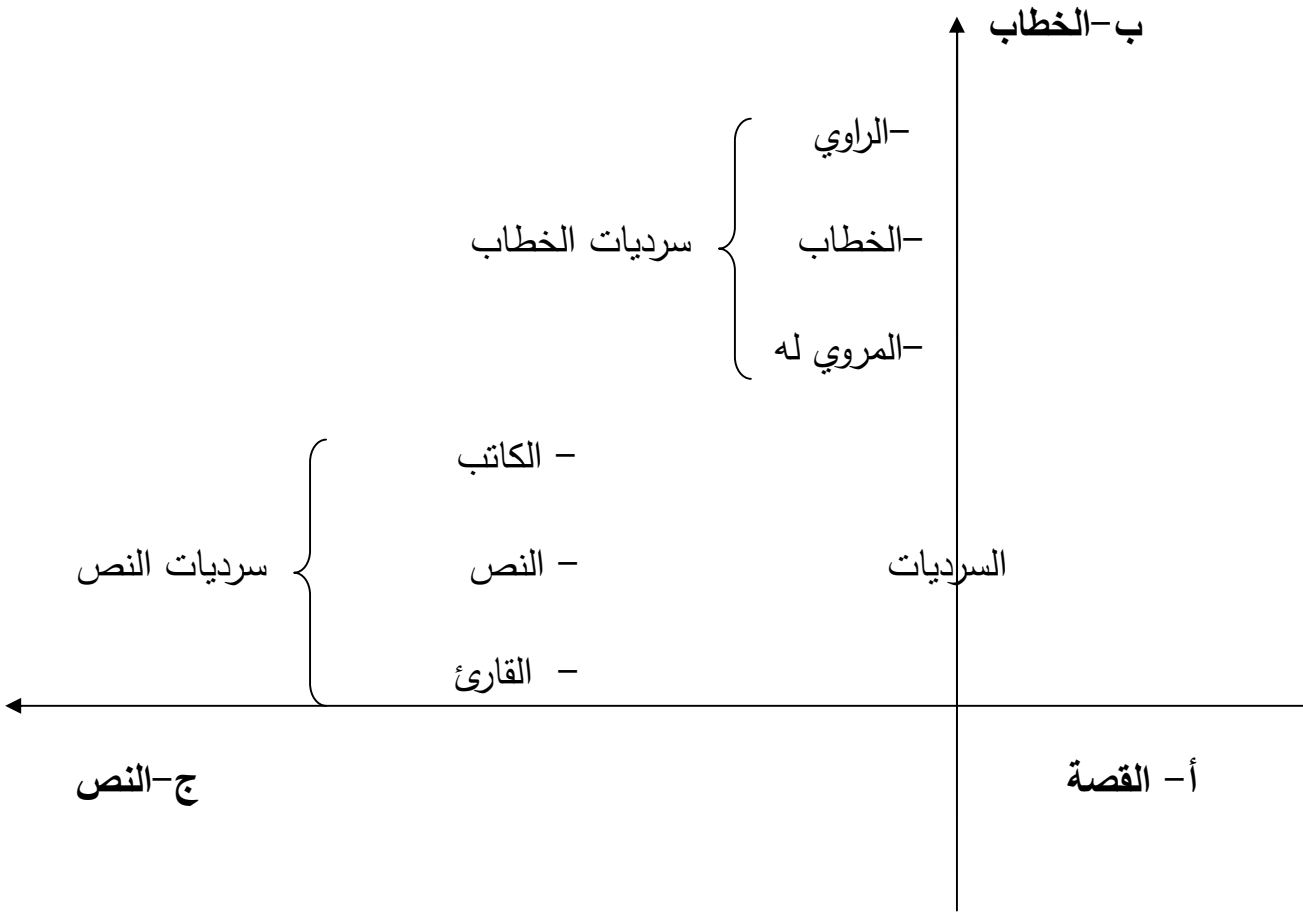 ب-الخطاب
-الراوي
-الخطاب
سرديات الخطاب
-المروي له
- الكاتب
السرديات
- النص
سرديات النص
- القارئ
أ- القصة
ج-النص